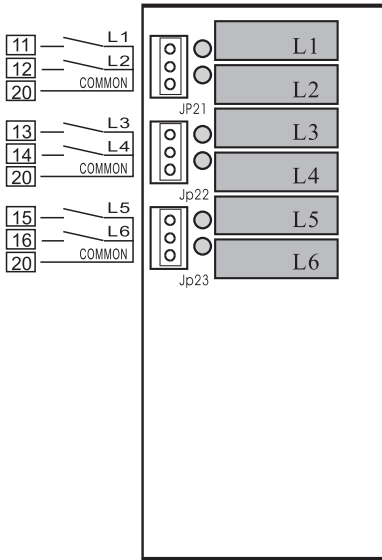 11 L1 L1
12 L2
20 COMMON L2
JP21
13 L3 L3
14 L4
20 COMMON L4
Jp22
15 L5 L5
16 L6
20 COMMON L6
Jp23